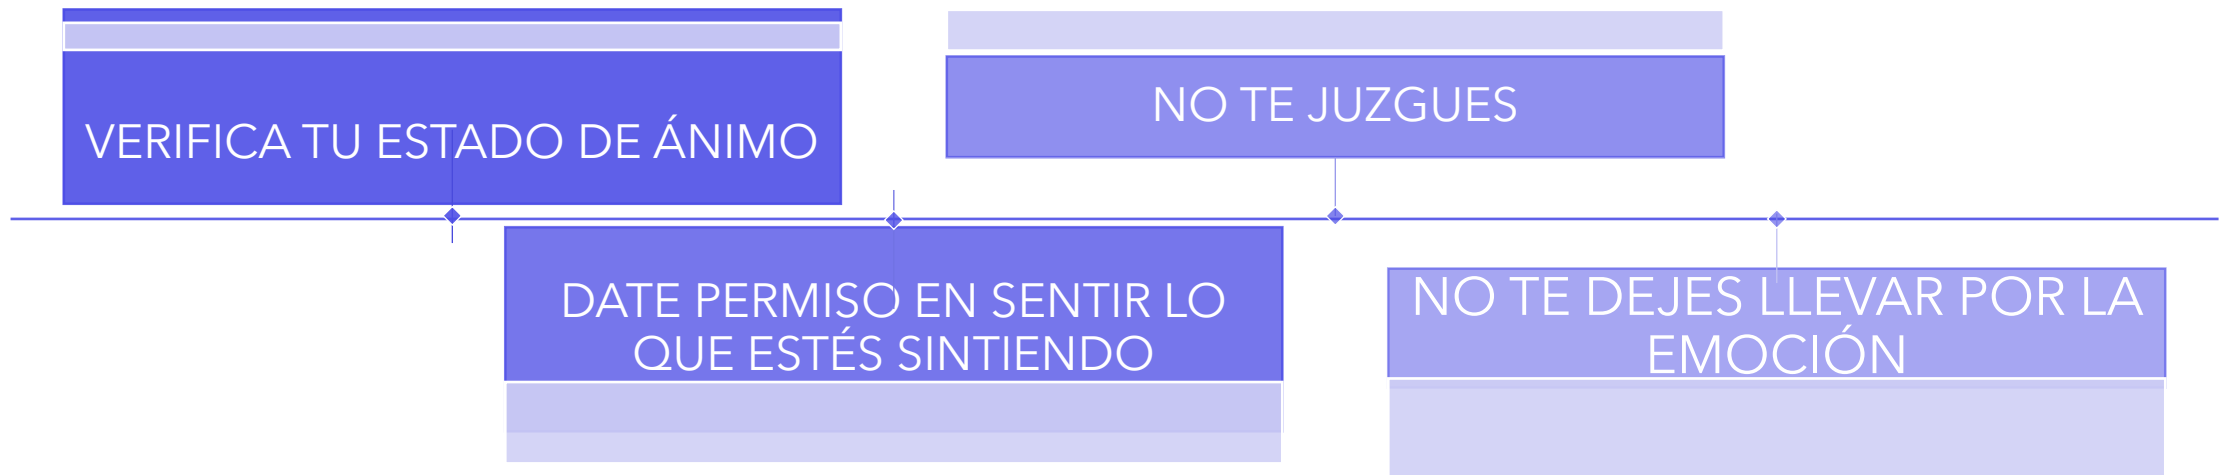 VERIFICA TU ESTADO DE ÁNIMO
DATE PERMISO EN SENTIR LO
QUE ESTÉS SINTIENDO
NO TE JUZGUES
NO TE DEJES LLEVAR POR LA
EMOCIÓN